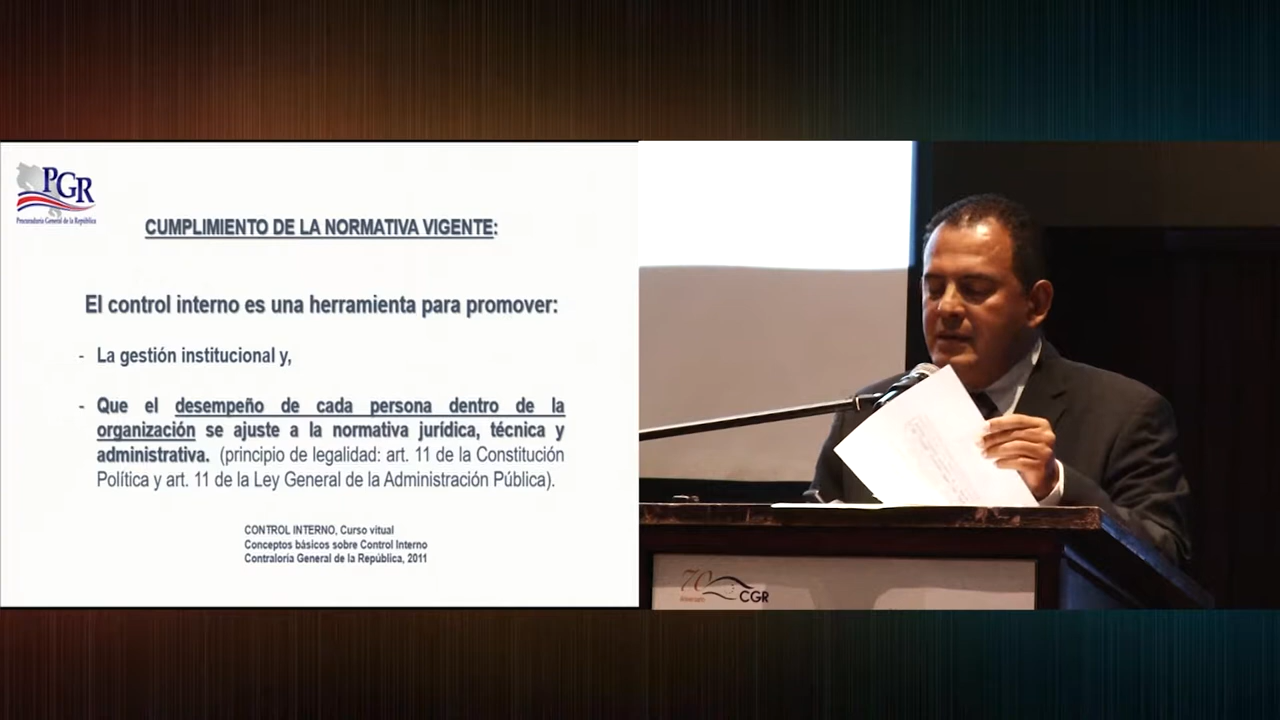 PGR
Procuraduría General de la República
CUMPLIMIENTO DE LA NORMATIVA VIGENTE:
El control interno es una herramienta para promover:
- La gestión institucional y,
- Que el desempeño de cada persona dentro de la
organización se ajuste a la normativa jurídica, técnica y
administrativa. (principio de legalidad: art. 11 de la Constitución
Política y art. 11 de la Ley General de la Administración Pública).
CONTROL INTERNO, Curso vitual
Conceptos básicos sobre Control Interno
Contraloría General de la República, 2011
70
CGR